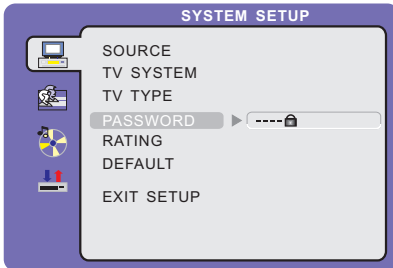 SYSTEM SETUP
SOURCE
TV SYSTEM
TV TYPE
PASSWORD ----
RATING
DEFAULT
EXIT SETUP